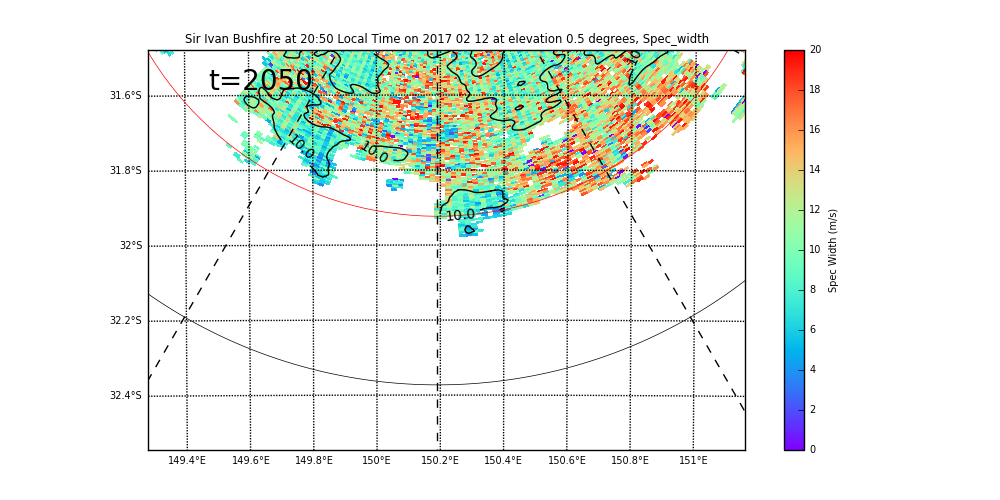 Sir Ivan Bushfire at 20:50 Local Time on 2017 02 12 at elevation 0.5 degrees, Spec_width
t=2050
31.6°S
31.8°S
32°S
32.2°S
32.4°S
10.0
10.0
10.0
149.4°E 149.6°E 149.8°E 150°E 150.2°E 150.4°E 150.6°E 150.8°E 151°E
20
18
16
14
12
10
8
6
4
2
0
Spec Width (m/s)